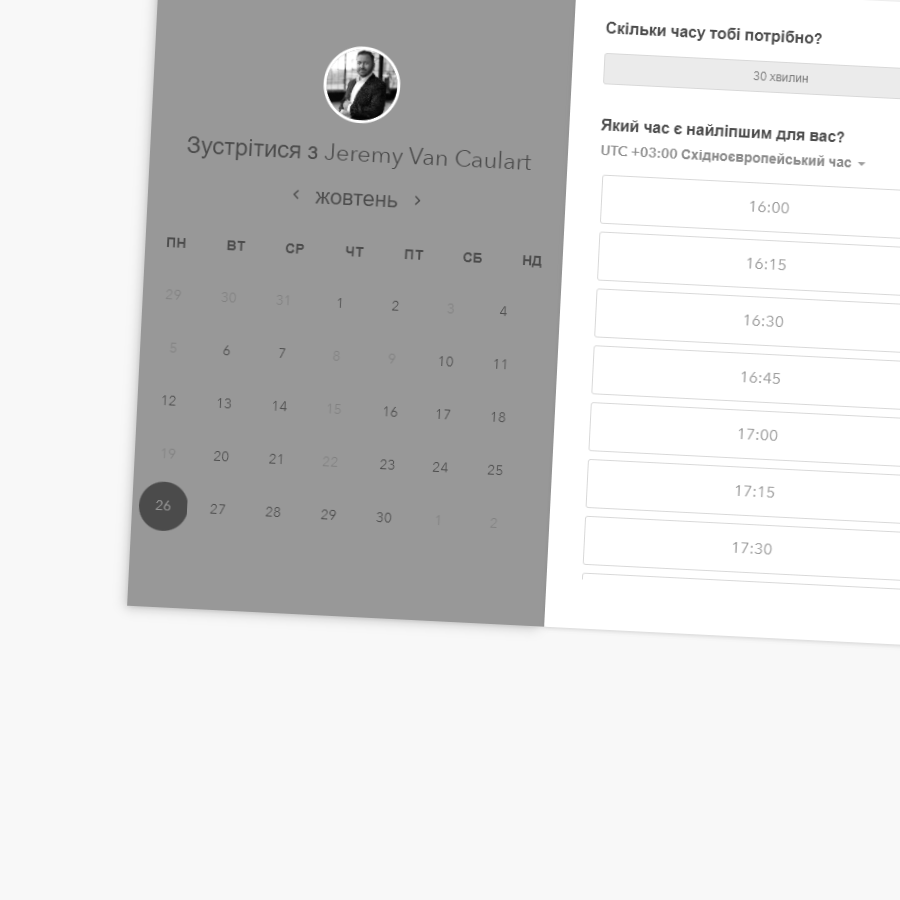 Зустрітися з Jeremy Van Caulart
жовтень
ПН ВТ СР ЧТ ПТ СБ НД
29 30 31 1 2 3 4
5 6 7 8 9 10 11
12 13 14 15 16 17 18
19 20 21 22 23 24 25
26 27 28 29 30 1 2
Скільки часу тобі потрібно?
30 хвилин
Який час є найліпшим для вас?
UTC +03:00 Східноєвропейський час
16:00
16:15
16:30
16:45
17:00
17:15
17:30